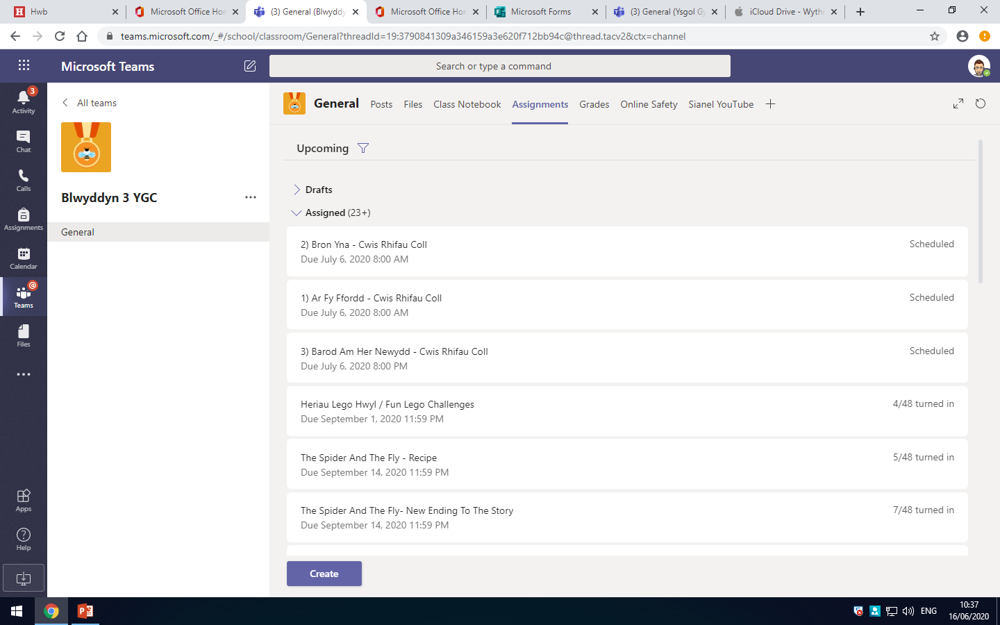 Hwb
Microsoft Office Ho
(3) General (Blwydd
Microsoft Office Ho
Microsoft Forms
(3) General (Ysgol G
iCloud Drive - Wyth
teams.microsoft.com/_#/school/classroom/General?threadId=19:3790841309a346159a3e620f712bb94c@thread.tacv2&ctx=channel
Microsoft Teams
Search or type a command
3
Activity
Chat
Calls
Assignments
Calendar
@
Teams
Files
Apps
Help
All teams
Blwyddyn 3 YGC
General
General
Posts
Files
Class Notebook
Assignments
Grades
Online Safety
Sianel YouTube
Upcoming
Drafts
Assigned (23+)
2) Bron Yna - Cwis Rhifau Coll
Scheduled
Due July 6, 2020 8:00 AM
1) Ar Fy Ffordd - Cwis Rhifau Coll
Scheduled
Due July 6, 2020 8:00 AM
3) Barod Am Her Newydd - Cwis Rhifau Coll
Scheduled
Due July 6, 2020 8:00 PM
Heriau Lego Hwyl / Fun Lego Challenges
4/48 turned in
Due September 1, 2020 11:59 PM
The Spider And The Fly - Recipe
5/48 turned in
Due September 14, 2020 11:59 PM
The Spider And The Fly- New Ending To The Story
7/48 turned in
Due September 14, 2020 11:59 PM
Create
ENG
10:37
16/06/2020